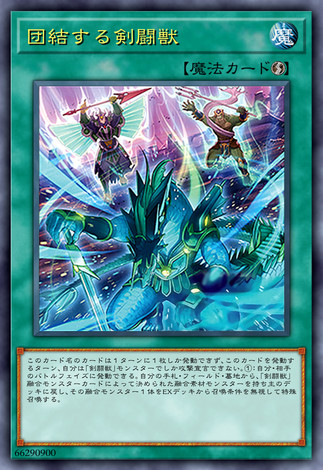 団結する剣闘獣
魔
【魔法カード】
このカード名のカードは１ターンに１枚しか発動できず、このカードを発動す
るターン、自分は「剣闘獣」モンスターでしか攻撃宣言できない。①：自分・相手
のバトルフェイズに発動できる。自分の手札・フィールド・墓地から、「剣闘獣」
融合モンスターカードによって決められた融合素材モンスターを持ち主のデッ
キに戻し、その融合モンスター１体をEXデッキから召喚条件を無視して特殊
召喚する。
66290900